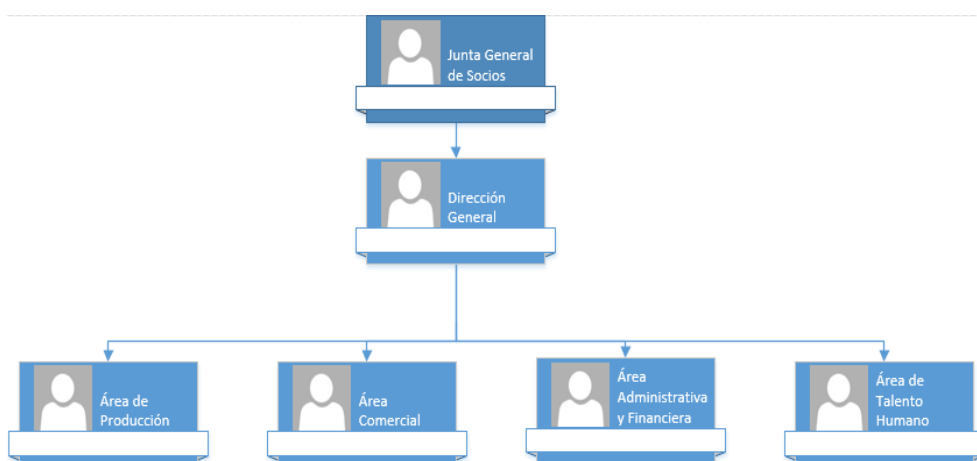 Junta General
de Socios
Dirección
General
Área de
Producción
Área
Comercial
Área
Administrativa
y Financiera
Área de
Talento
Humano